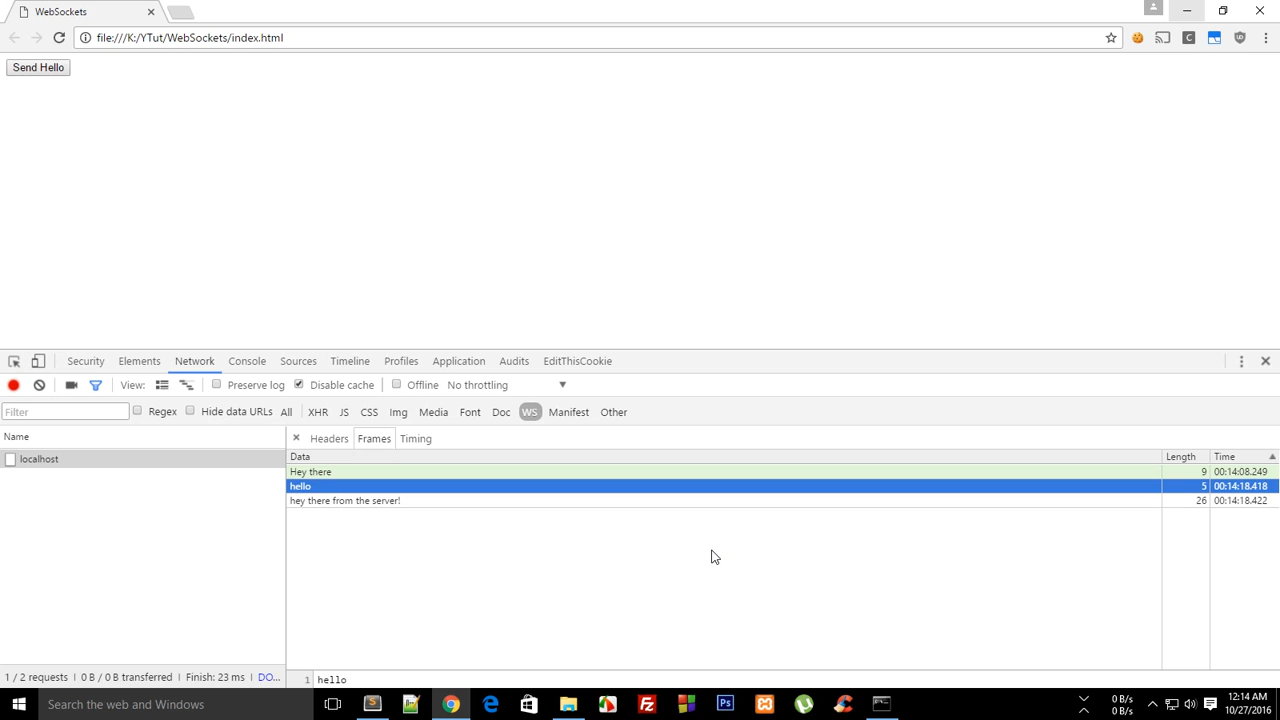 WebSockets
file:///K:/YTut/WebSockets/index.html
Send Hello
Security Elements Network Console Sources Timeline Profiles Application Audits EditThisCookie
View: Preserve log Disable cache Offline No throttling
Filter Regex Hide data URLs All XHR JS CSS Img Media Font Doc WS Manifest Other
Name
Headers Frames Timing
localhost
Data Length Time
Hey there 9 00:14:08.249
hello 5 00:14:18.418
hey there from the server! 26 00:14:18.422
1 / 2 requests | 0 B / 0 B transferred | Finish: 23 ms | DO...
1 hello
Search the web and Windows
0 B/s
0 B/s
12:14 AM
10/27/2016